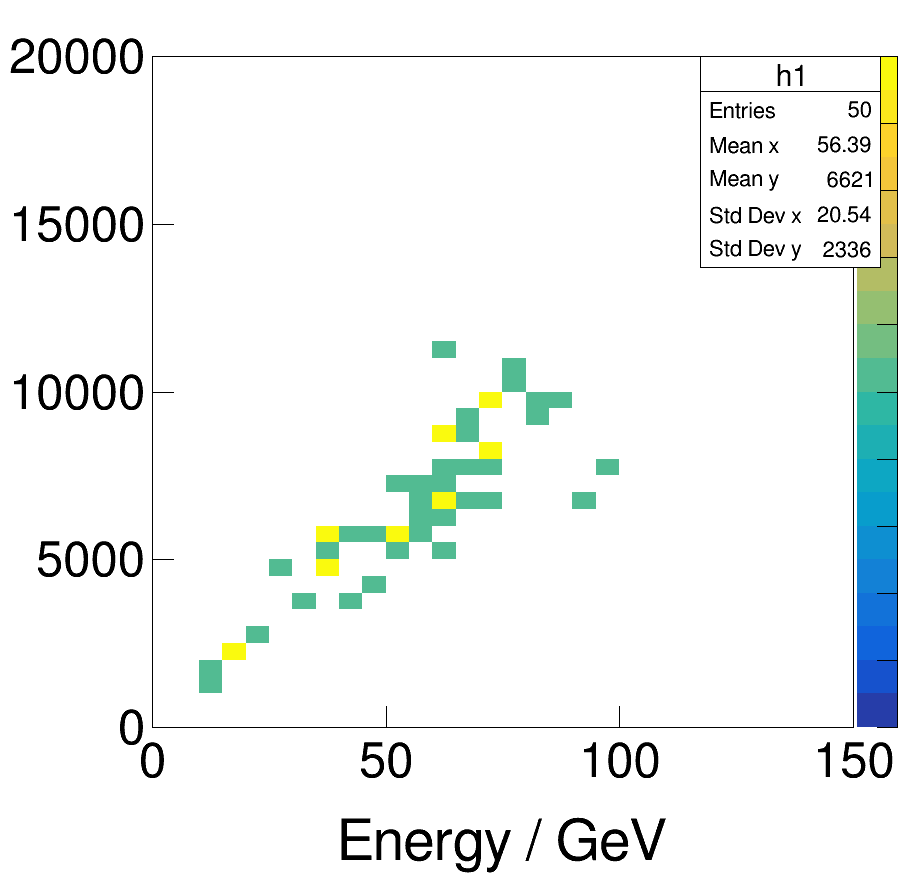 20000
15000
10000
5000
0
0 50 100 150
Energy / GeV
h1
Entries 50
Mean x 56.39
Mean y 6621
Std Dev x 20.54
Std Dev y 2336